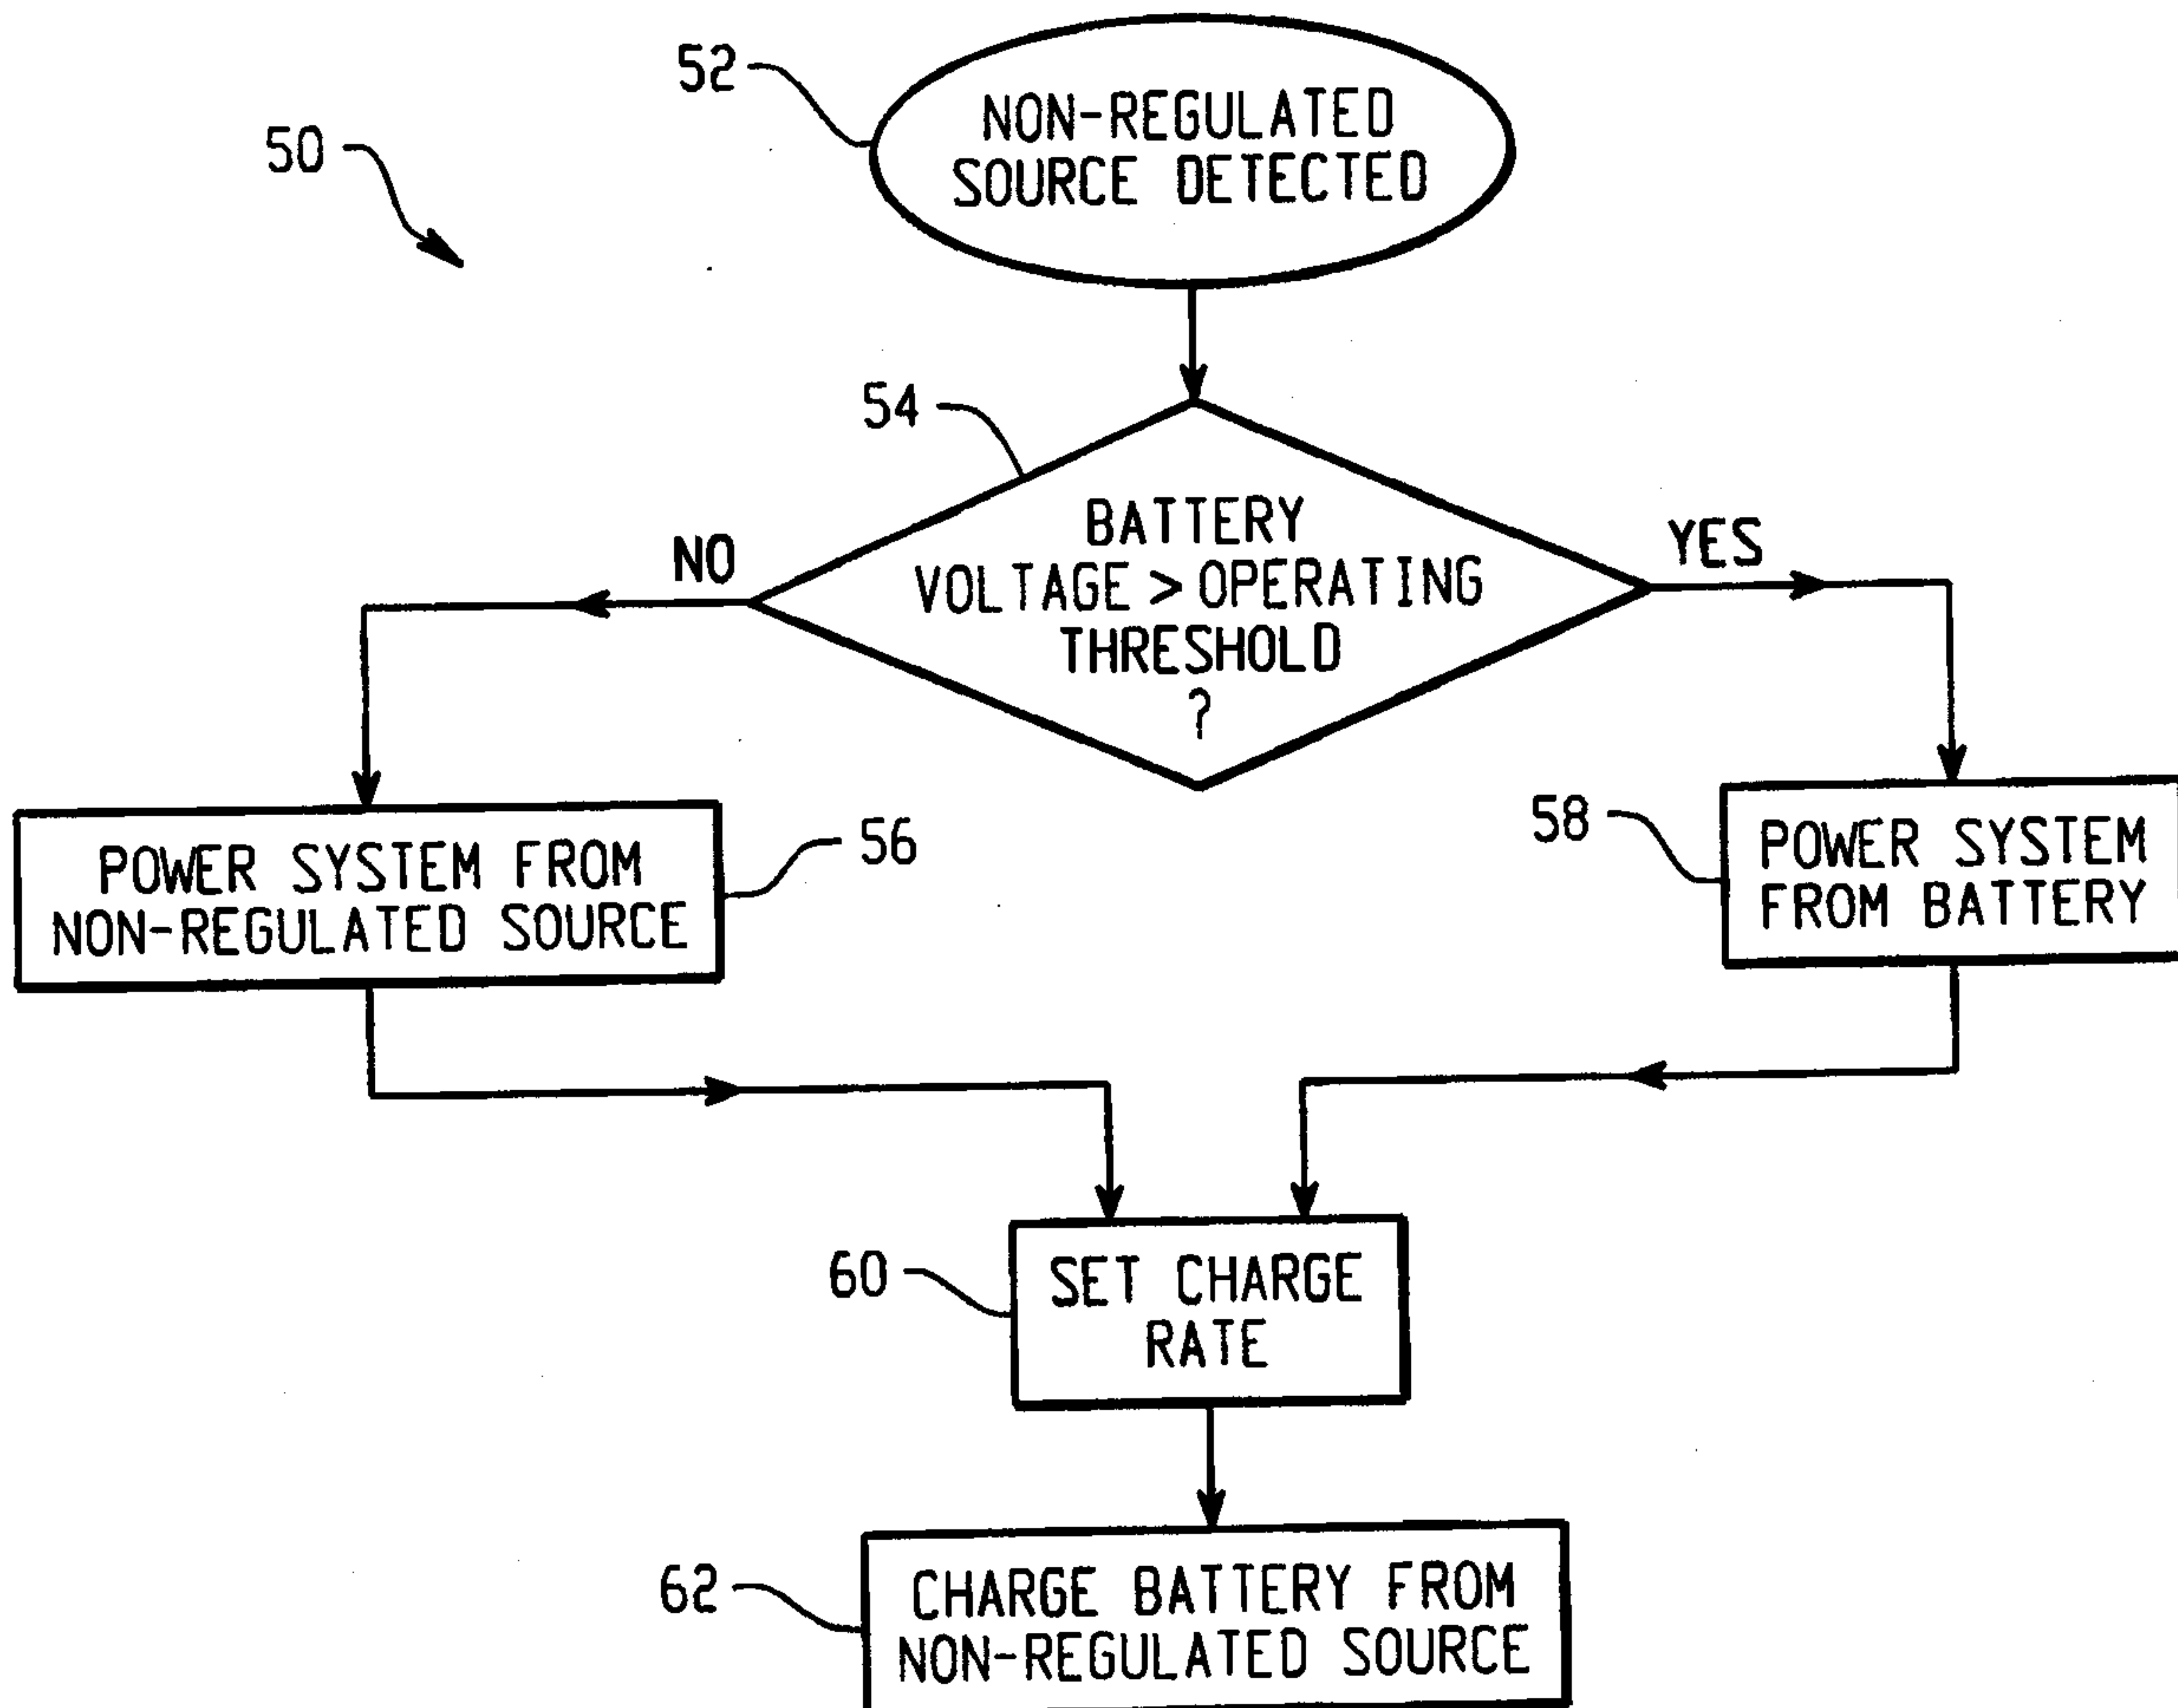 52
NON-REGULATED
SOURCE DETECTED
50
54
BATTERY
VOLTAGE > OPERATING
THRESHOLD
?
NO
YES
POWER SYSTEM FROM
NON-REGULATED SOURCE
56
58
POWER SYSTEM
FROM BATTERY
60
SET CHARGE
RATE
62
CHARGE BATTERY FROM
NON-REGULATED SOURCE